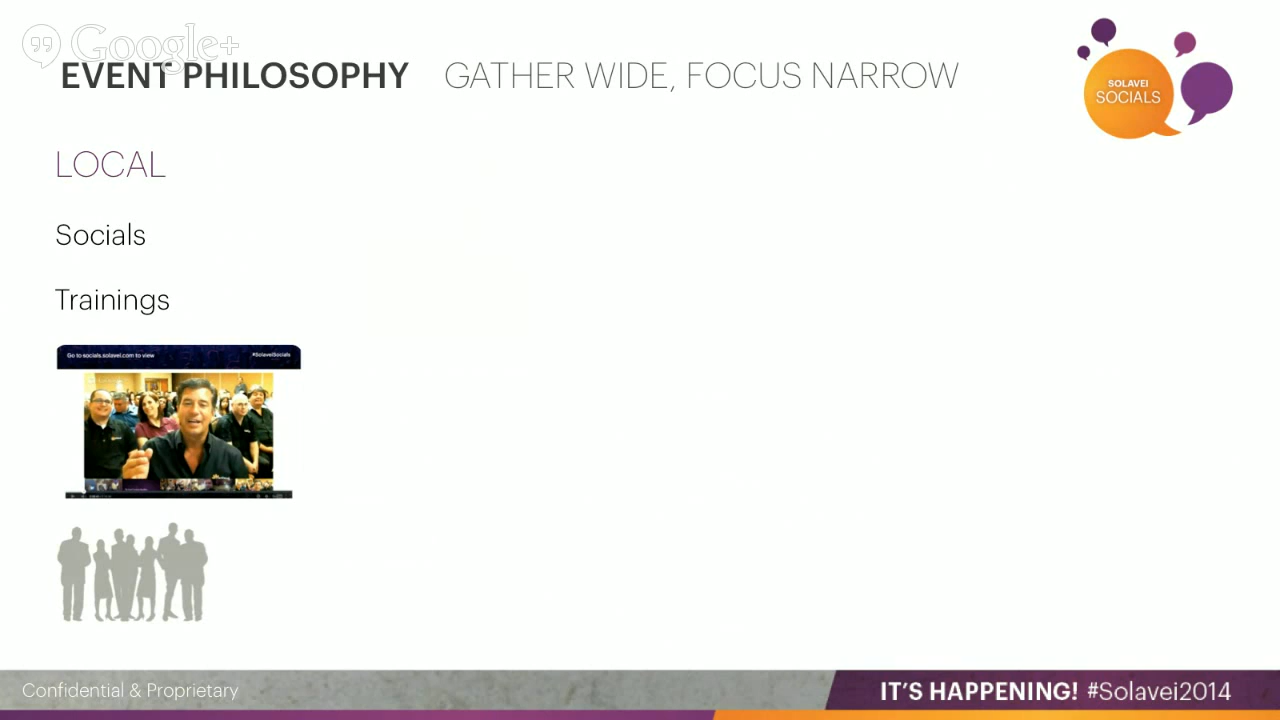 Google+
EVENT PHILOSOPHY GATHER WIDE, FOCUS NARROW
SOLAVEI
SOCIALS
LOCAL
Socials
Trainings
Go to socials.solavei.com to view #SolaveiSocials
Confidential & Proprietary
IT'S HAPPENING! #Solavei2014